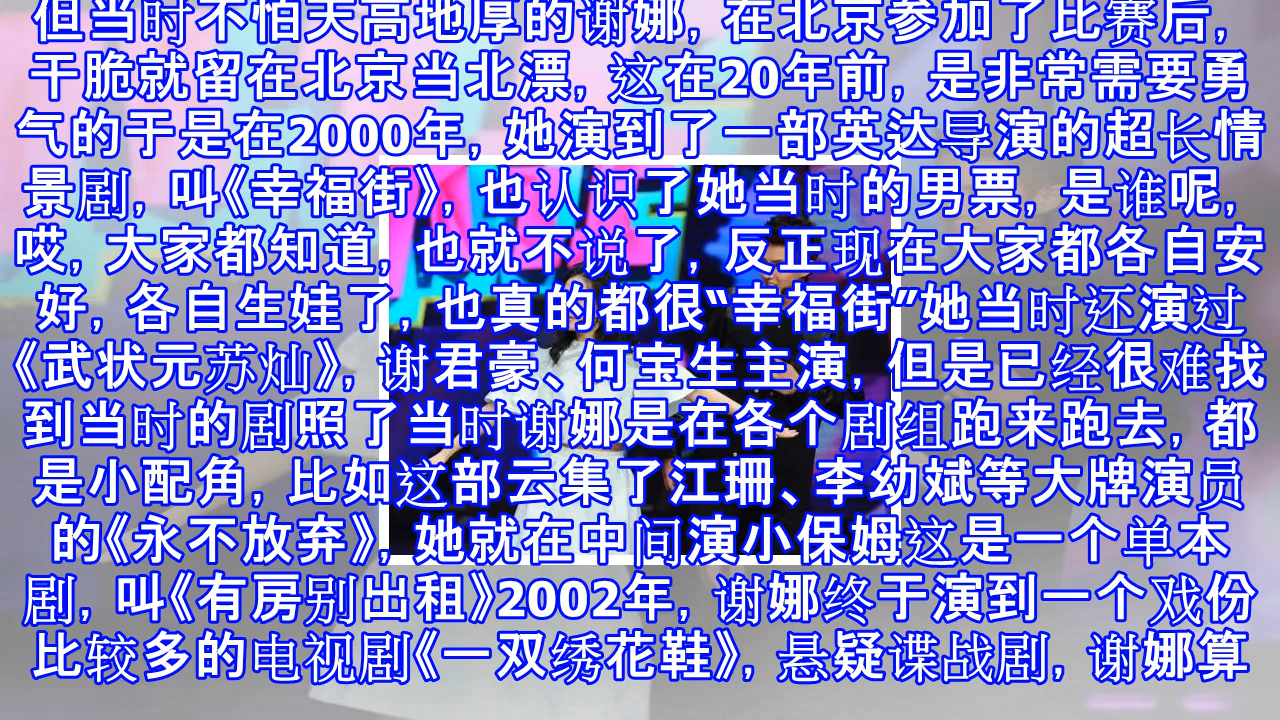 但当时不怕天高地厚的谢娜，在北京参加了比赛后，
干脆就留在北京当北漂，这在20年前，是非常需要勇
气的于是在2000年，她演到了一部英达导演的超长情
景剧，叫《幸福街》，也认识了她当时的男票，是谁呢，
哎，大家都知道，也就不说了，反正现在大家都各自安
好，各自生娃了，也真的都很“幸福街”她当时还演过
《武状元苏灿》，谢君豪、何宝生主演，但是已经很难找
到当时的剧照了当时谢娜是在各个剧组跑来跑去，都
是小配角，比如这部云集了江珊、李幼斌等大牌演员
的《永不放弃》，她就在中间演小保姆这是一个单本
剧，叫《有房别出租》2002年，谢娜终于演到一个戏份
比较多的电视剧《一双绣花鞋》，悬疑谍战剧，谢娜算